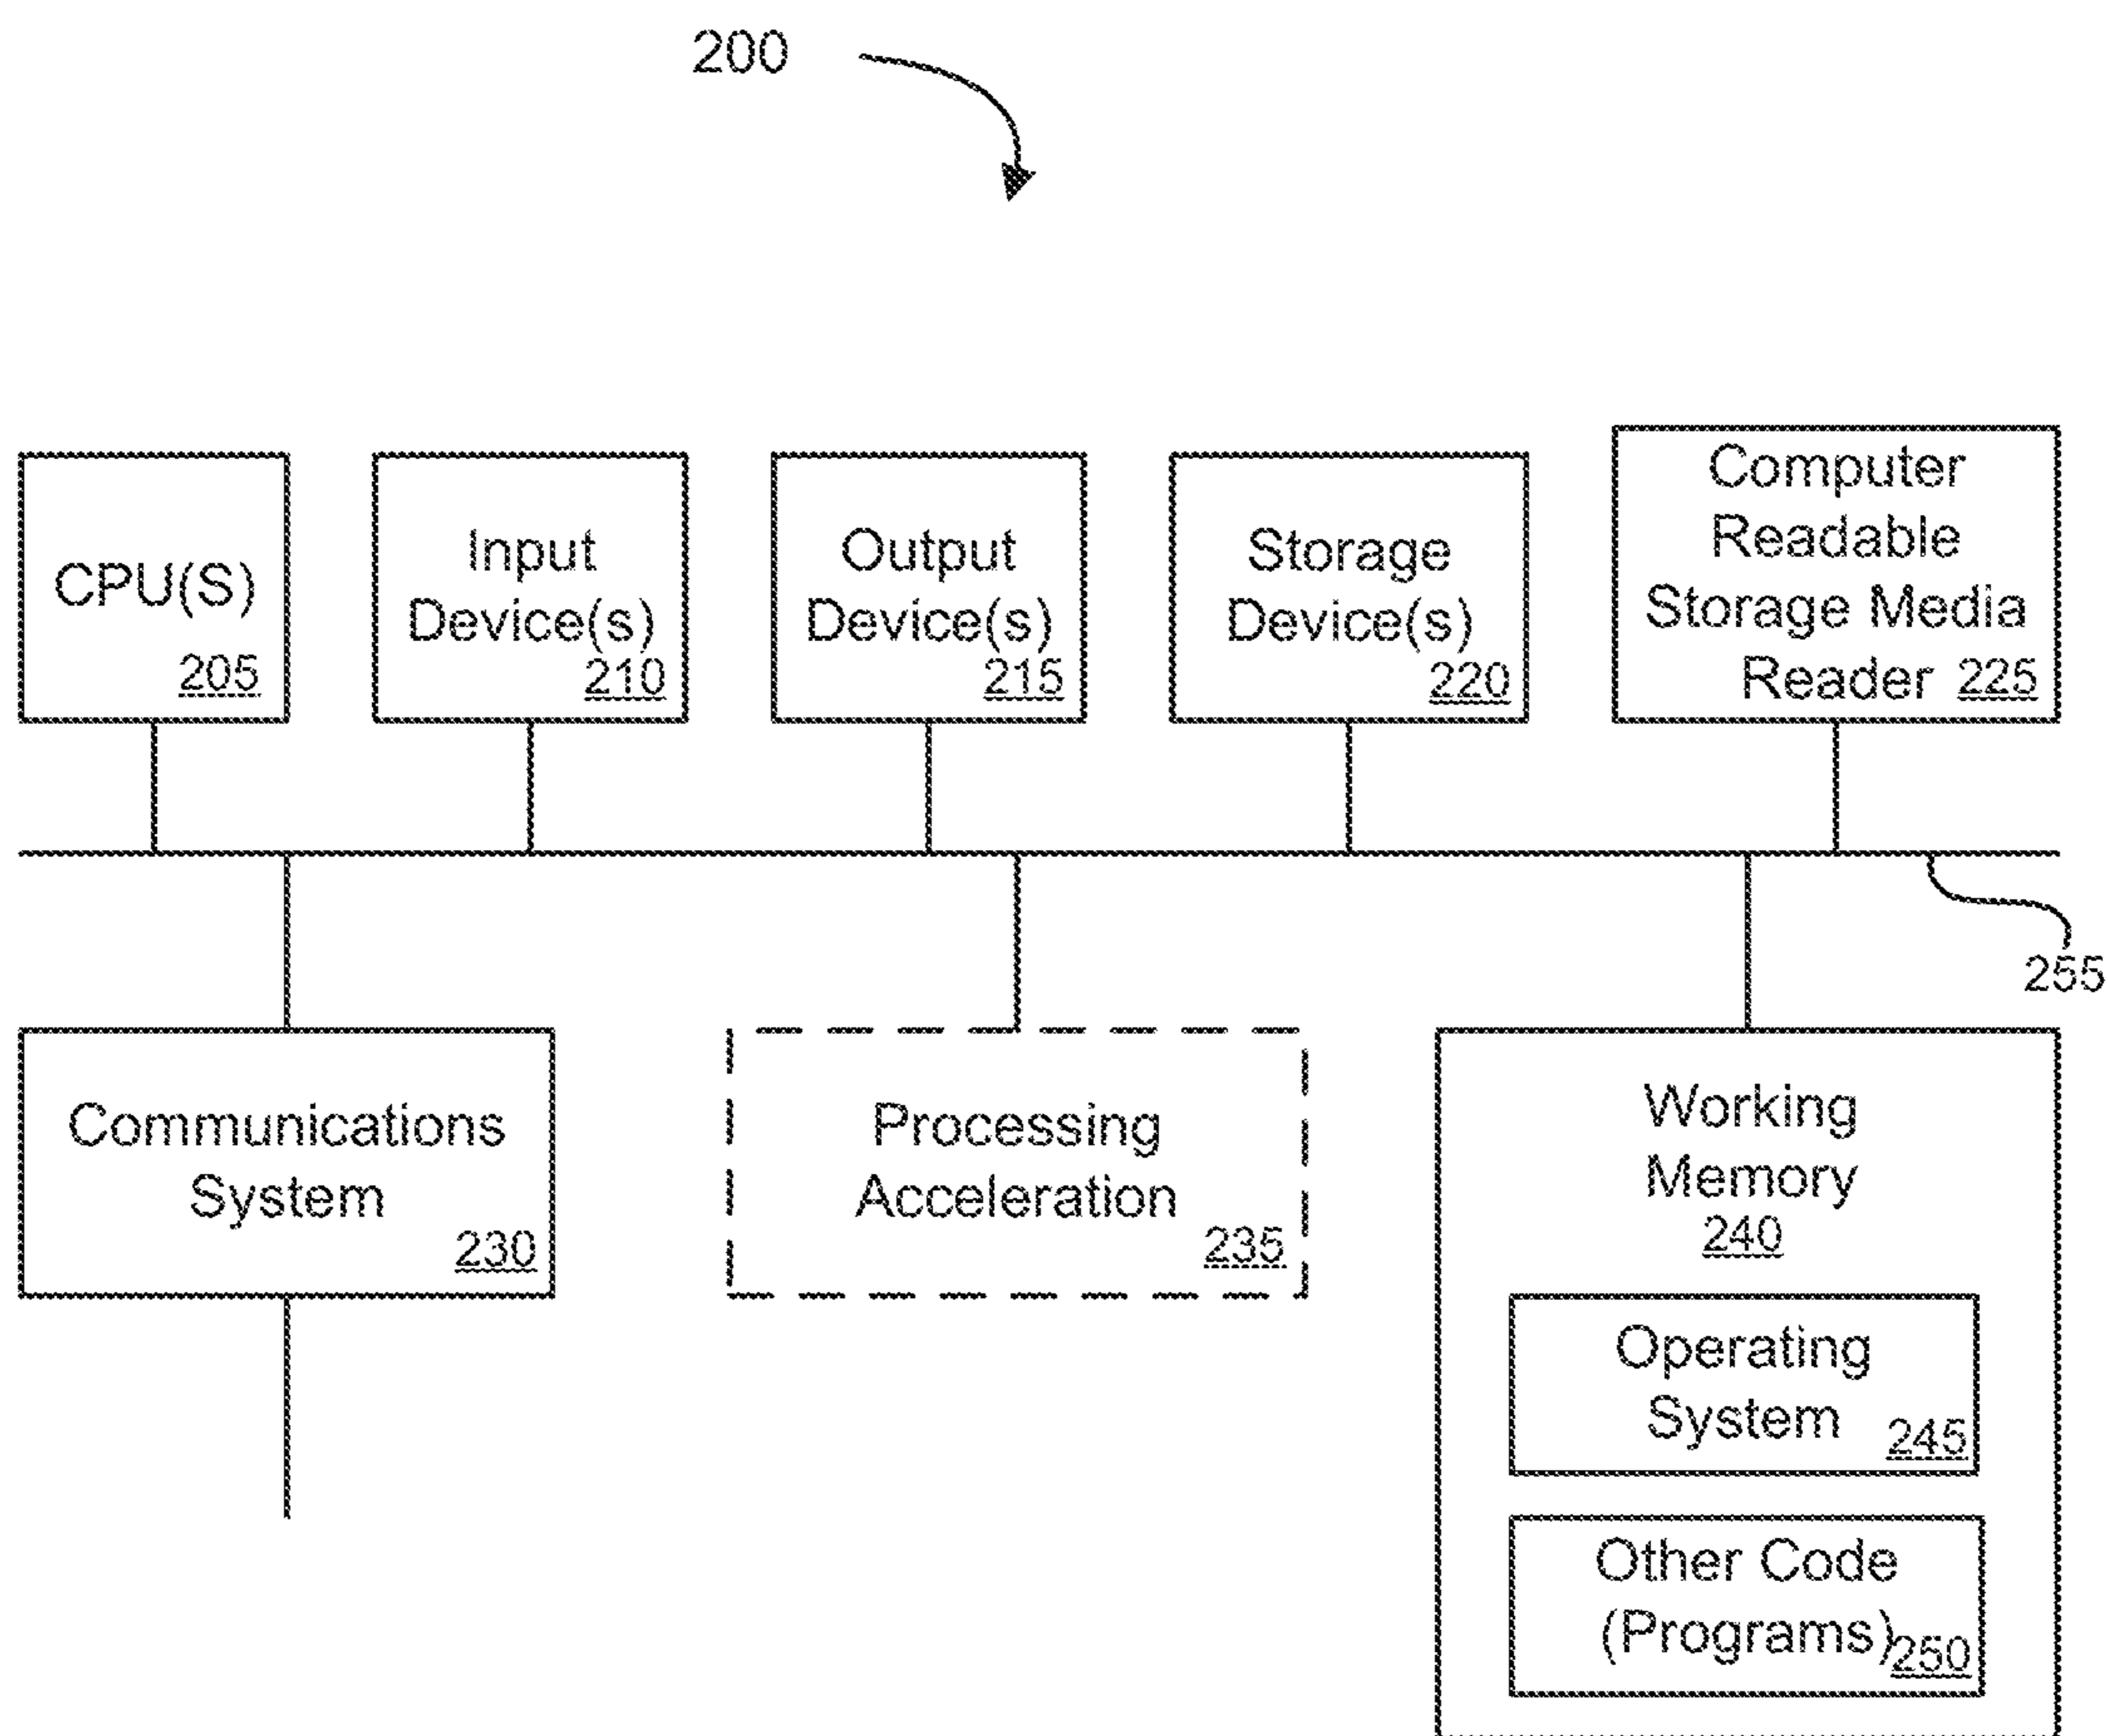 200
CPU(S)
205
Input
Device(s)
210
Output
Device(s)
215
Storage
Device(s)
220
Computer
Readable
Storage Media
Reader 225
255
Communications
System
230
Processing
Acceleration
235
Working
Memory
240
Operating
System
245
Other Code
(Programs)
250